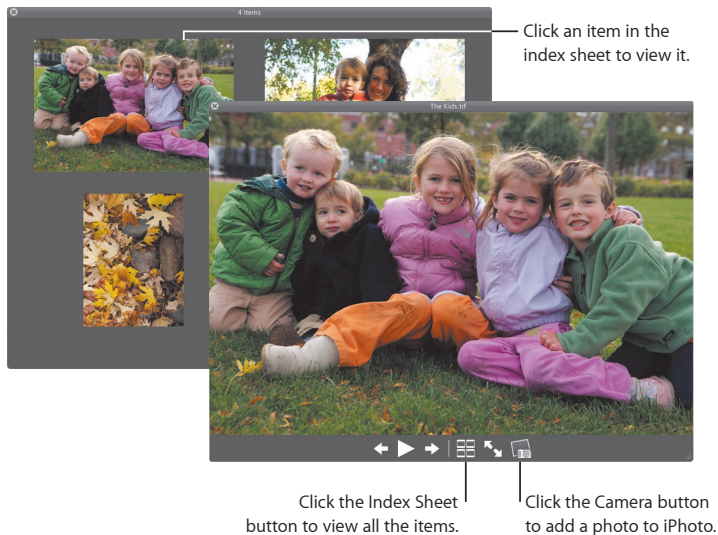 4 items
Click an item in the
index sheet to view it.
The Kids.tif
Click the Index Sheet
button to view all the items.
Click the Camera button
to add a photo to iPhoto.